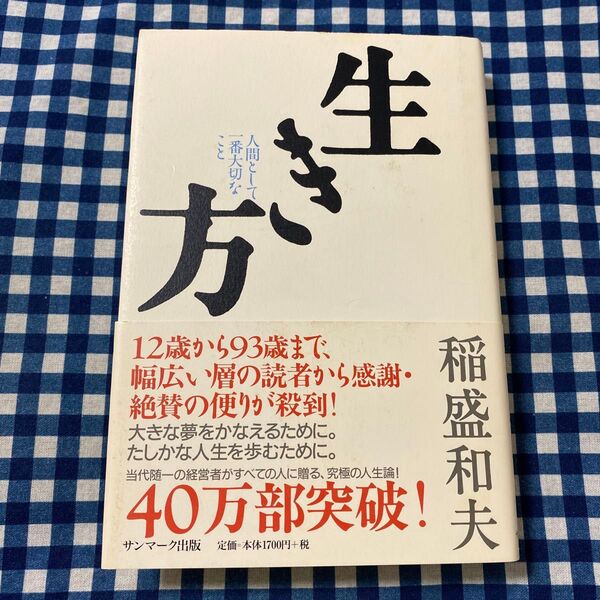 生き方
人間として
一番大切な
こと
稲盛和夫
12歳から93歳まで、
幅広い層の読者から感謝・
絶賛の便りが殺到!
大きな夢をかなえるために。
たしかな人生を歩むために。
当代随一の経営者がすべての人に贈る、究極の人生論!
40万部突破!
サンマーク出版 定価=本体1700円+税